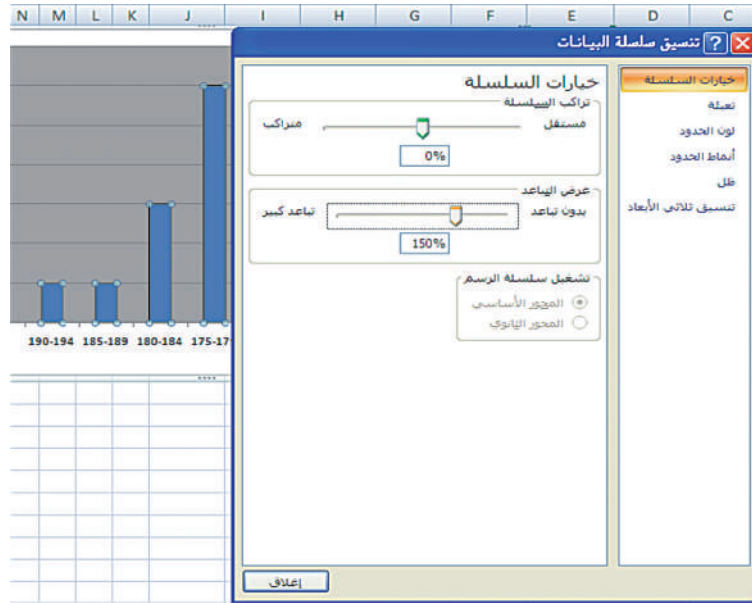 N M L K J I H G F E D C
تنسيق سلسلة البيانات
خيارات السلسلة
تعبئة
لون الحدود
أنماط الحدود
ظل
تنسيق ثلاثي الأبعاد
خيارات السلسلة
تراكب السلسلة
مستقل متراكب
0%
عرض التباعد
بدون تباعد تباعد كبير
150%
تشغيل سلسلة الرسم
المحور الأساسي
المحور الثانوي
إغلاق
190-194 185-189 180-184 175-17